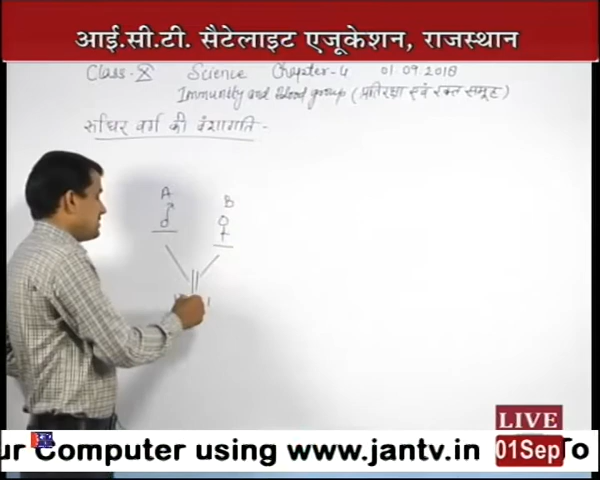 आई.सी.टी. सैटेलाइट एजूकेशन, राजस्थान
Class-X Science Chapter-4 01.09.2018
Immunity and Blood group (प्रतिरक्षा एवं रक्त समूह)
रुधिर वर्ग की वंशागति -
A
B
♂
♀
LIVE
ur Computer using www.jantv.in 01Sep To